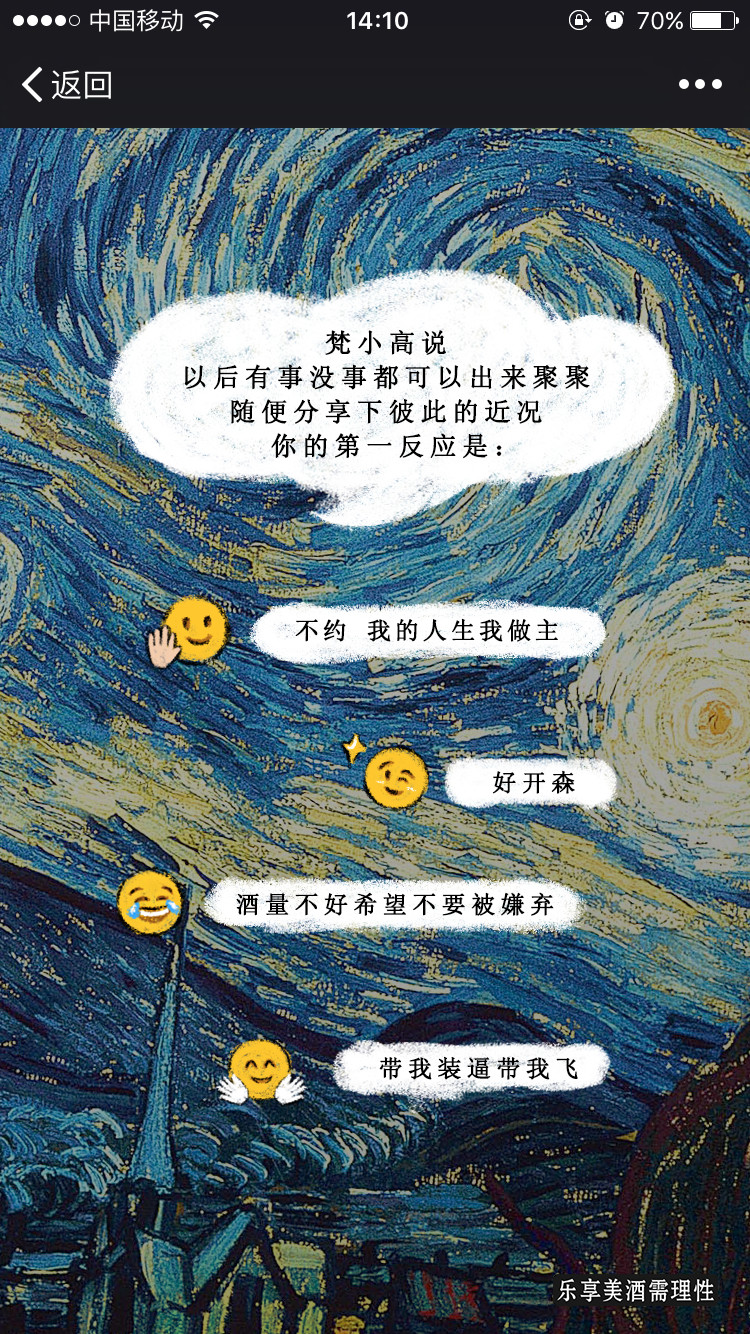 中国移动
14:10
70%
返回
梵小高说
以后有事没事都可以出来聚聚
随便分享下彼此的近况
你的第一反应是：
不约 我的人生我做主
好开森
酒量不好希望不要被嫌弃
带我装逼带我飞
乐享美酒需理性